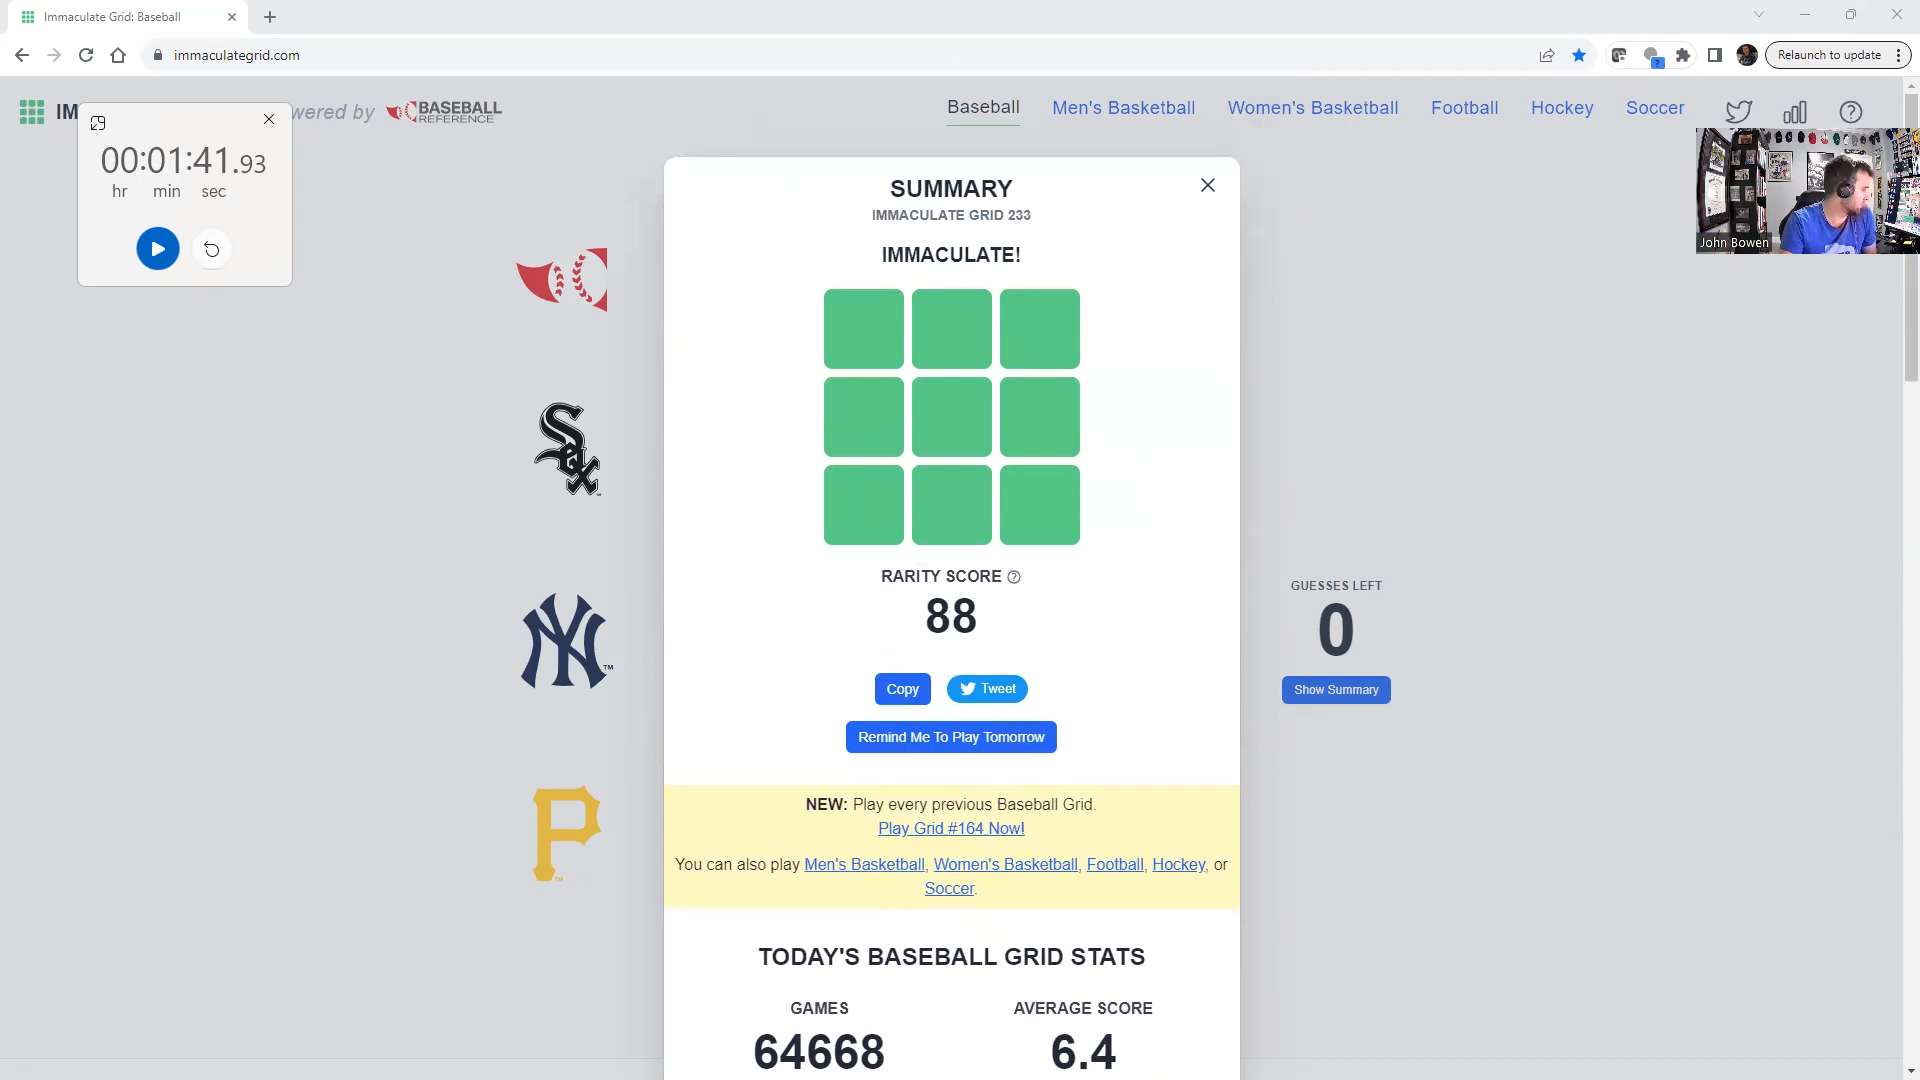 Immaculate Grid: Baseball
immaculategrid.com
Relaunch to update
IM
wered by
BASEBALL
REFERENCE
Baseball
Men's Basketball
Women's Basketball
Football
Hockey
Soccer
00:01:41.93
hr min sec
John Bowen
SUMMARY
IMMACULATE GRID 233
IMMACULATE!
Sox
NY
TM
P
TM
RARITY SCORE
88
Copy
Tweet
Remind Me To Play Tomorrow
GUESSES LEFT
0
Show Summary
NEW: Play every previous Baseball Grid.
Play Grid #164 Now!
You can also play Men's Basketball, Women's Basketball, Football, Hockey, or
Soccer.
TODAY'S BASEBALL GRID STATS
GAMES
64668
AVERAGE SCORE
6.4